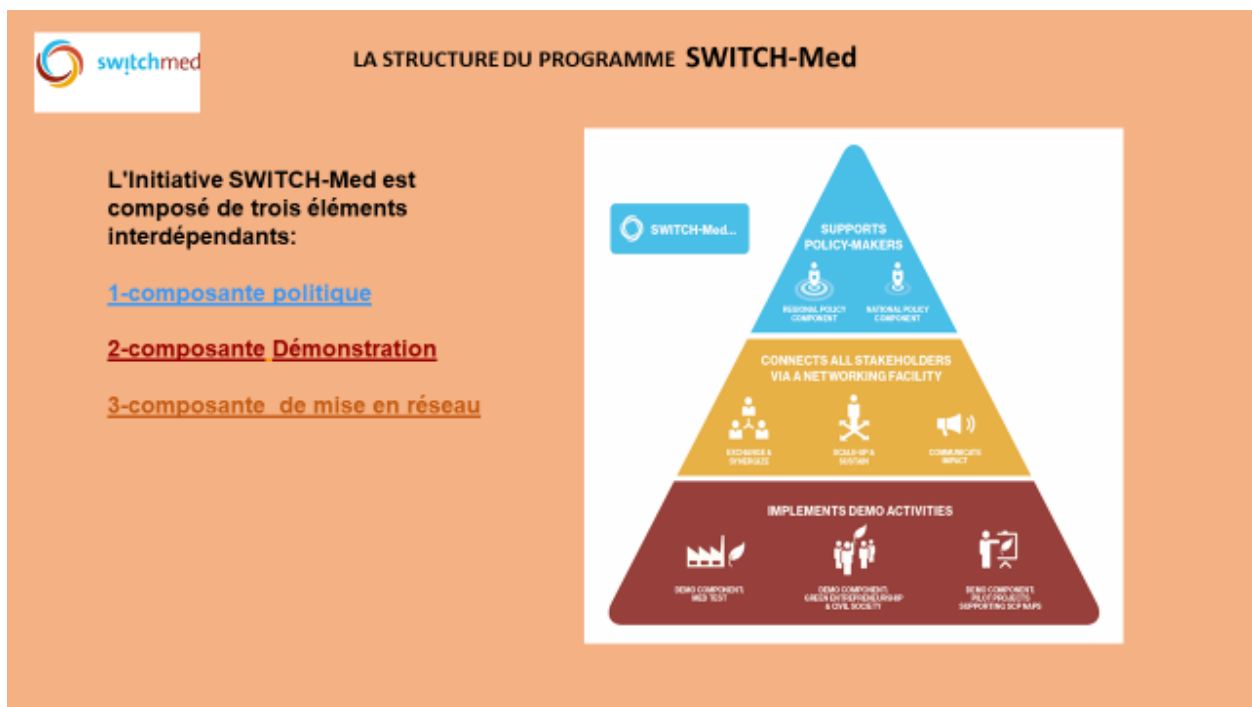 switchmed
LA STRUCTURE DU PROGRAMME SWITCH-Med
L'Initiative SWITCH-Med est
composé de trois éléments
interdépendants:
1-composante politique
2-composante Démonstration
3-composante de mise en réseau
SWITCH-Med...
SUPPORTS
POLICY-MAKERS
REGIONAL POLICY
COMPONENT
NATIONAL POLICY
COMPONENT
CONNECTS ALL STAKEHOLDERS
VIA A NETWORKING FACILITY
EXCHANGE &
SYNERGIZE
SCALE-UP &
SUSTAIN
COMMUNICATE
IMPACT
IMPLEMENTS DEMO ACTIVITIES
DEMO COMPONENT:
MED TEST
DEMO COMPONENT:
GREEN ENTREPRENEURSHIP
& CIVIL SOCIETY
DEMO COMPONENT:
PILOT PROJECTS
SUPPORTING SCP NAPS